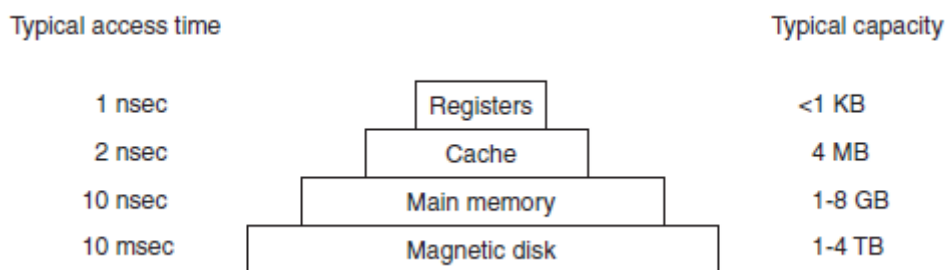 Typical access time Typical capacity
1 nsec Registers <1 KB
2 nsec Cache 4 MB
10 nsec Main memory 1-8 GB
10 msec Magnetic disk 1-4 TB